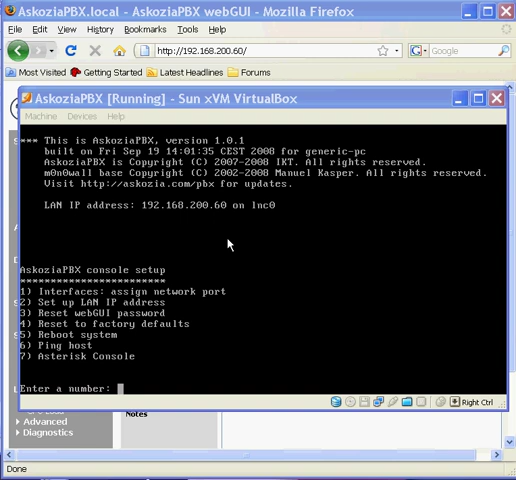 AskoziaPBX.local - AskoziaPBX webGUI - Mozilla Firefox
File Edit View History Bookmarks Tools Help
http://192.168.200.60/
Google
Most Visited Getting Started Latest Headlines Forums
AskoziaPBX [Running] - Sun xVM VirtualBox
Machine Devices Help
*** This is AskoziaPBX, version 1.0.1
built on Fri Sep 19 14:01:35 CEST 2008 for generic-pc
AskoziaPBX is Copyright (C) 2007-2008 IKT. All rights reserved.
m0n0wall base Copyright (C) 2002-2008 Manuel Kasper. All rights reserved.
Visit http://askozia.com/pbx for updates.
LAN IP address: 192.168.200.60 on lnc0
AskoziaPBX console setup
***********************
1) Interfaces: assign network port
2) Set up LAN IP address
3) Reset webGUI password
4) Reset to factory defaults
5) Reboot system
6) Ping host
7) Asterisk Console
Enter a number:
Right Ctrl
Advanced
Notes
Diagnostics
Done